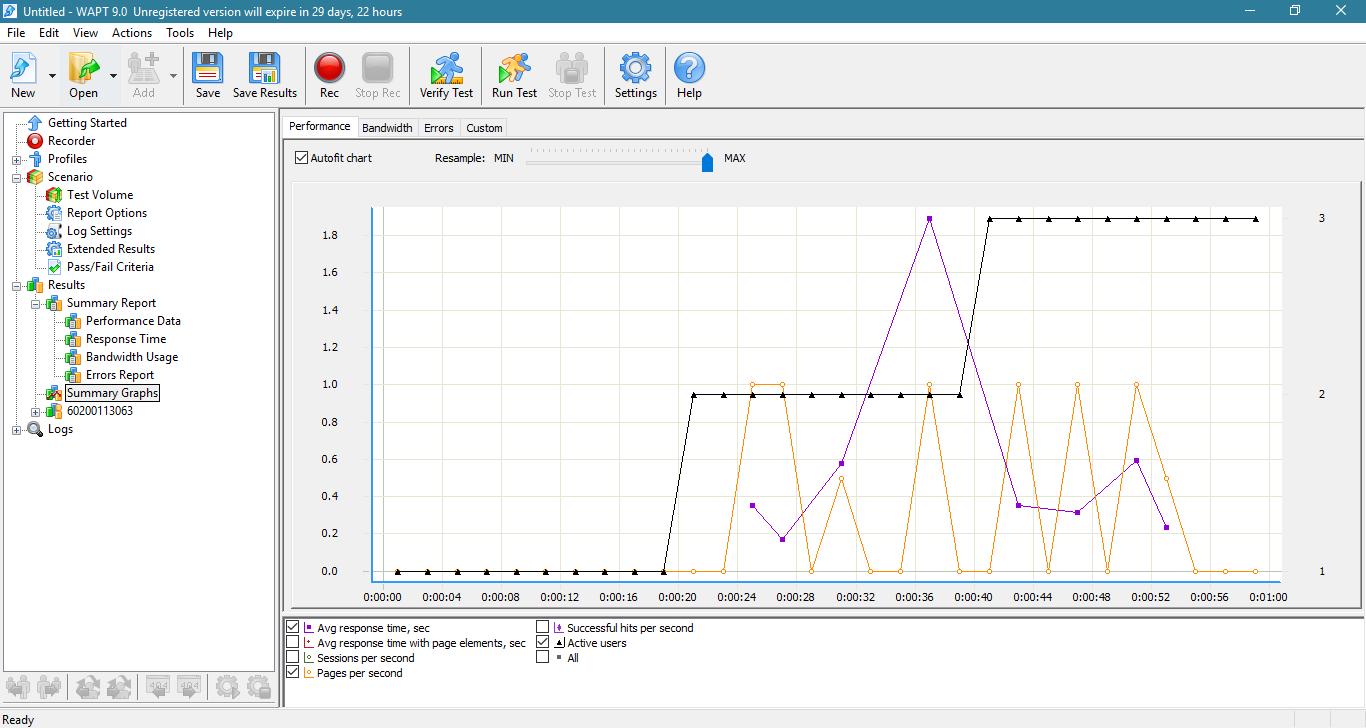 Untitled - WAPT 9.0  Unregistered version will expire in 29 days, 22 hours
File Edit View Actions Tools Help
New Open Add Save Save Results Rec Stop Rec Verify Test Run Test Stop Test Settings Help
Getting Started
Recorder
Profiles
Scenario
Test Volume
Report Options
Log Settings
Extended Results
Pass/Fail Criteria
Results
Summary Report
Performance Data
Response Time
Bandwidth Usage
Errors Report
Summary Graphs
60200113063
Logs
404 404
Performance Bandwidth Errors Custom
Autofit chart Resample: MIN MAX
3
1.8
1.6
1.4
1.2
1.0
2
0.8
0.6
0.4
0.2
0.0 1
0:00:00 0:00:04 0:00:08 0:00:12 0:00:16 0:00:20 0:00:24 0:00:28 0:00:32 0:00:36 0:00:40 0:00:44 0:00:48 0:00:52 0:00:56 0:01:00
Avg response time, sec Successful hits per second
Avg response time with page elements, sec Active users
Sessions per second All
Pages per second
Ready